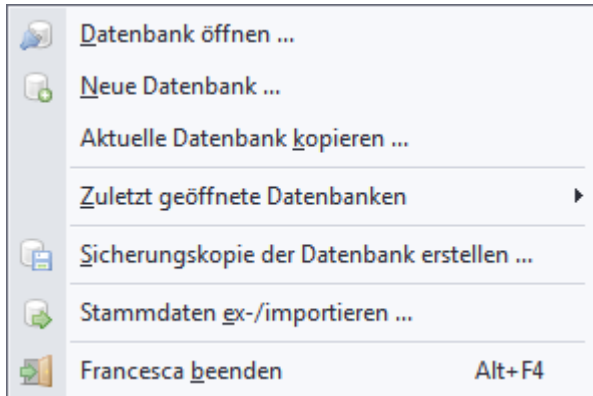 Datenbank öffnen ...
Neue Datenbank ...
Aktuelle Datenbank kopieren ...
Zuletzt geöffnete Datenbanken
Sicherungskopie der Datenbank erstellen ...
Stammdaten ex-/importieren ...
Francesca beenden Alt+F4